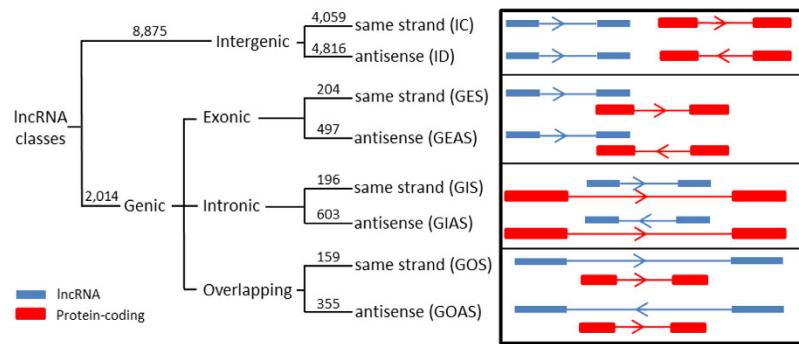 8,875
4,059
same strand (IC)
Intergenic
4,816
antisense (ID)
204
same strand (GES)
Exonic
497
antisense (GEAS)
lncRNA
classes
196
same strand (GIS)
2,014
Genic
Intronic
603
antisense (GIAS)
159
same strand (GOS)
Overlapping
355
antisense (GOAS)
lncRNA
Protein-coding